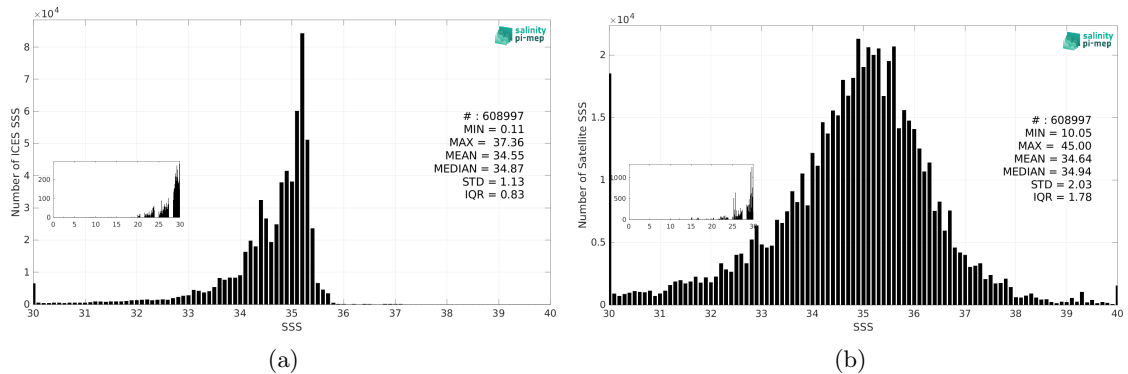 ×10⁴
8
7
6
5
4
3
2
1
0
Number of ICES SSS
salinity
pi-mep
# : 608997
MIN = 0.11
MAX = 37.36
MEAN = 34.55
MEDIAN = 34.87
STD = 1.13
IQR = 0.83
200
100
0
0 5 10 15 20 25 30
30 31 32 33 34 35 36 37 38 39 40
SSS
(a)
×10⁴
2
1.5
1
0.5
0
Number of Satellite SSS
salinity
pi-mep
# : 608997
MIN = 10.05
MAX = 45.00
MEAN = 34.64
MEDIAN = 34.94
STD = 2.03
IQR = 1.78
1000
500
0
0 5 10 15 20 25 30
30 31 32 33 34 35 36 37 38 39 40
SSS
(b)